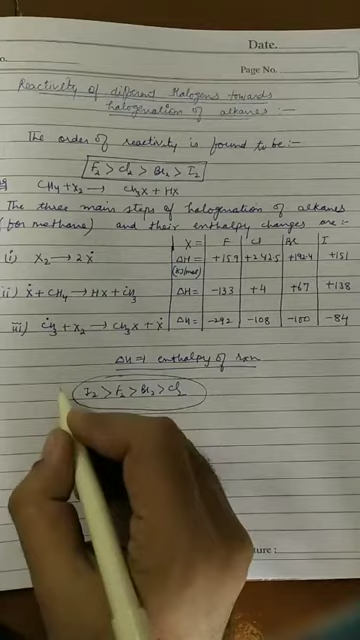 Date.
Page No.
Reactivity of different Halogens towards
halogenation of alkanes :—
The order of reactivity is found to be:-
F₂ > Cl₂ > Br₂ > I₂
CH₄ + X₂ → CH₃X + HX
The three main steps of halogenation of alkanes
(for methane) and their enthalpy changes are :-
X = F Cl Br I
(i) X₂ → 2Ẋ ΔH = +159 +242.5 +192.4 +151
(KJ/mol)
ii) Ẋ + CH₄ → HX + ĊH₃ ΔH = -133 +4 +67 +138
iii) ĊH₃ + X₂ → CH₃X + Ẋ ΔH = -292 -108 -100 -84
ΔH ⇒ enthalpy of rxn
I₂ > F₂ > Br₂ > Cl₂
ture :